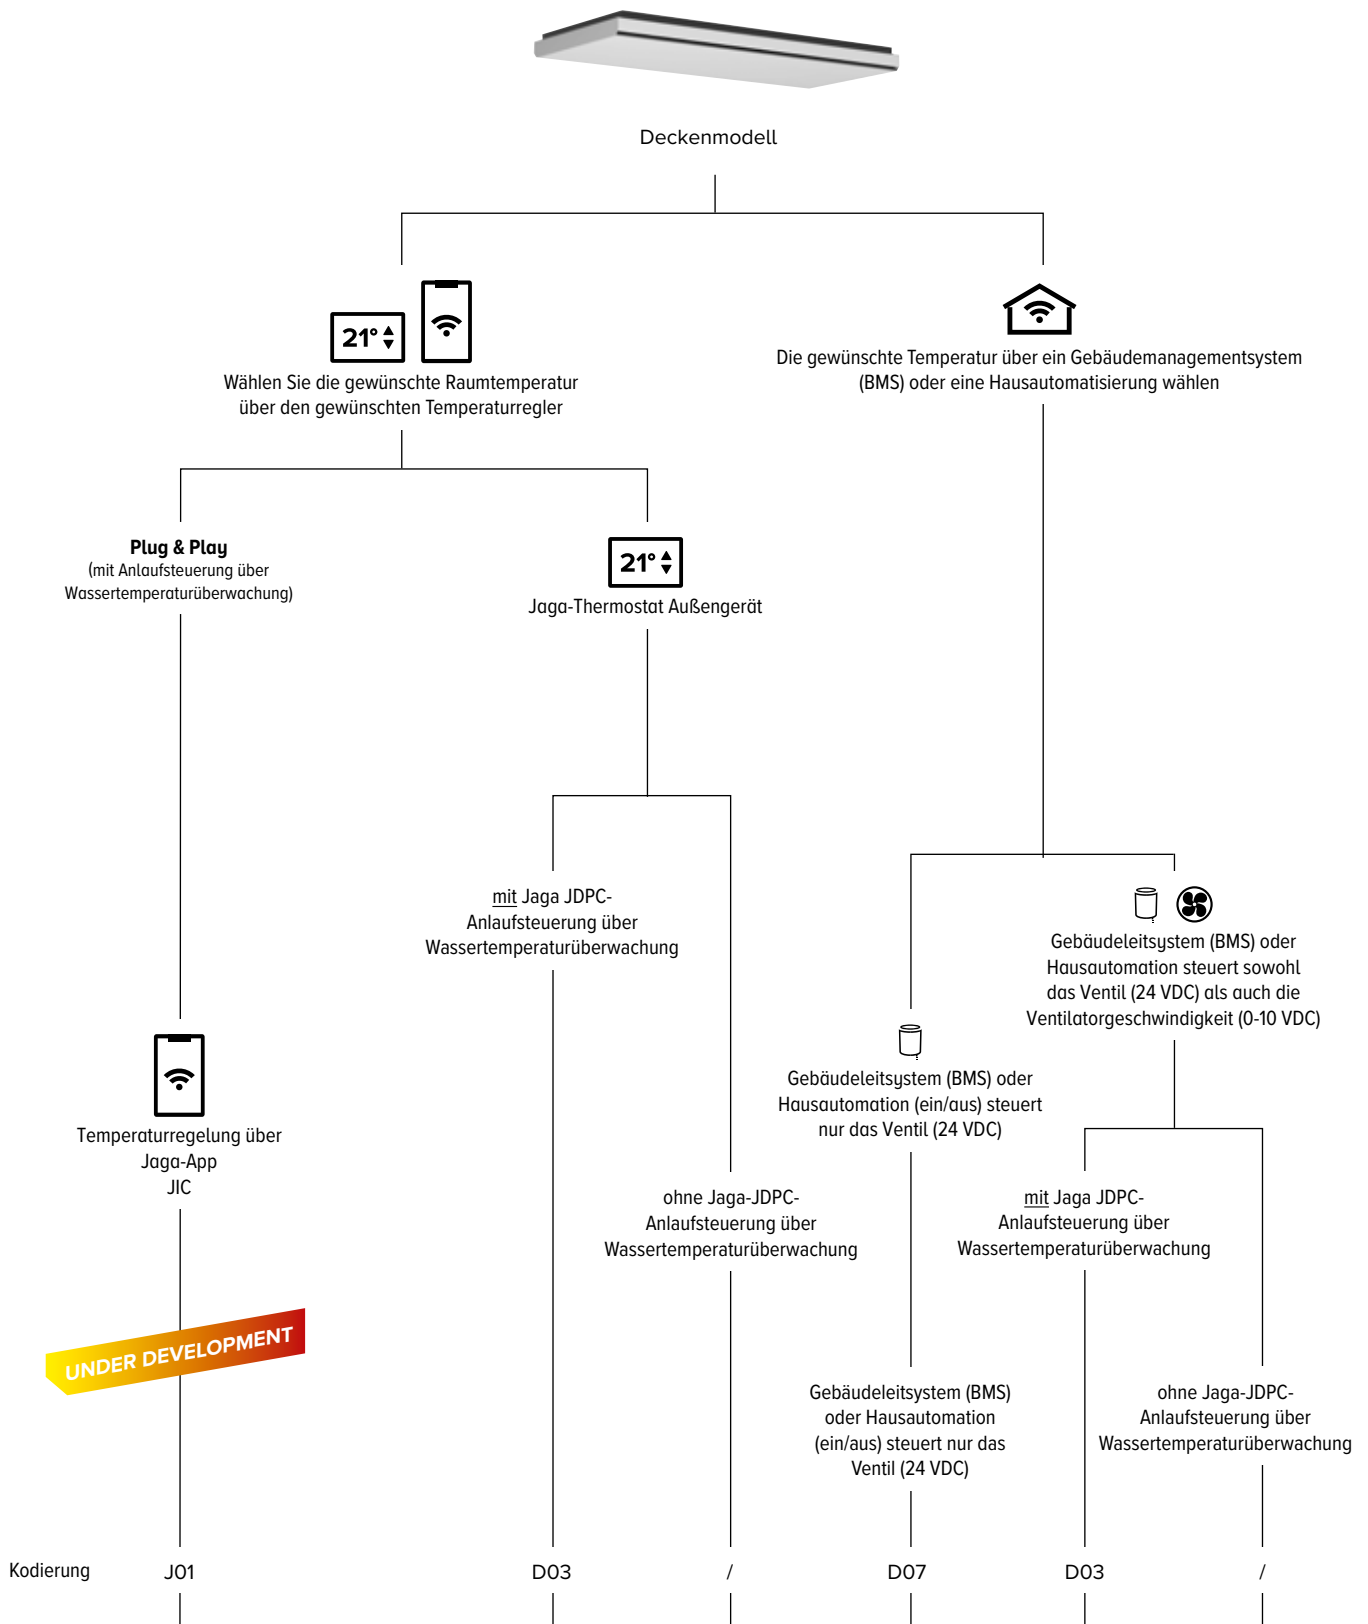 Deckenmodell
21°
Wählen Sie die gewünschte Raumtemperatur
über den gewünschten Temperaturregler
Die gewünschte Temperatur über ein Gebäudemanagementsystem
(BMS) oder eine Hausautomatisierung wählen
Plug & Play
(mit Anlaufsteuerung über
Wassertemperaturüberwachung)
21°
Jaga-Thermostat Außengerät
mit Jaga JDPC-
Anlaufsteuerung über
Wassertemperaturüberwachung
Gebäudeleitsystem (BMS) oder
Hausautomation steuert sowohl
das Ventil (24 VDC) als auch die
Ventilatorgeschwindigkeit (0-10 VDC)
Gebäudeleitsystem (BMS) oder
Hausautomation (ein/aus) steuert
nur das Ventil (24 VDC)
Temperaturregelung über
Jaga-App
JIC
ohne Jaga-JDPC-
Anlaufsteuerung über
Wassertemperaturüberwachung
mit Jaga JDPC-
Anlaufsteuerung über
Wassertemperaturüberwachung
UNDER DEVELOPMENT
Gebäudeleitsystem (BMS)
oder Hausautomation
(ein/aus) steuert nur das
Ventil (24 VDC)
ohne Jaga-JDPC-
Anlaufsteuerung über
Wassertemperaturüberwachung
Kodierung J01 D03 / D07 D03 /